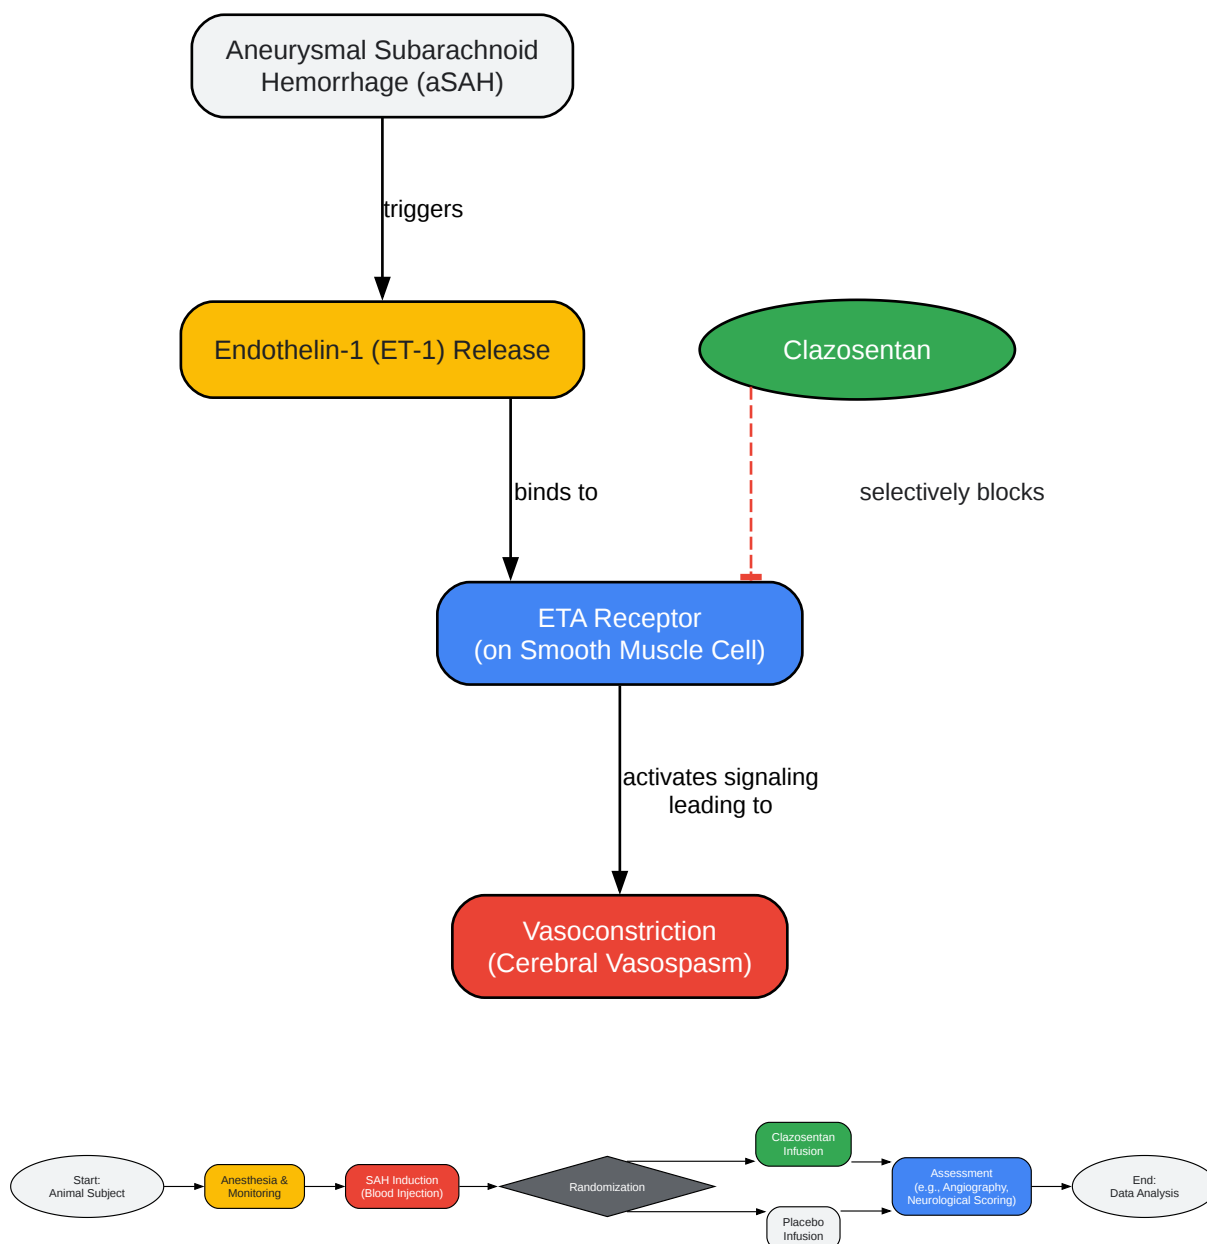 Aneurysmal Subarachnoid
Hemorrhage (aSAH)
triggers
Endothelin-1 (ET-1) Release
Clazosentan
binds to
selectively blocks
ETA Receptor
(on Smooth Muscle Cell)
activates signaling
leading to
Vasoconstriction
(Cerebral Vasospasm)
Start:
Animal Subject
Anesthesia &
Monitoring
SAH Induction
(Blood Injection)
Randomization
Clazosentan
Infusion
Placebo
Infusion
Assessment
(e.g., Angiography,
Neurological Scoring)
End:
Data Analysis